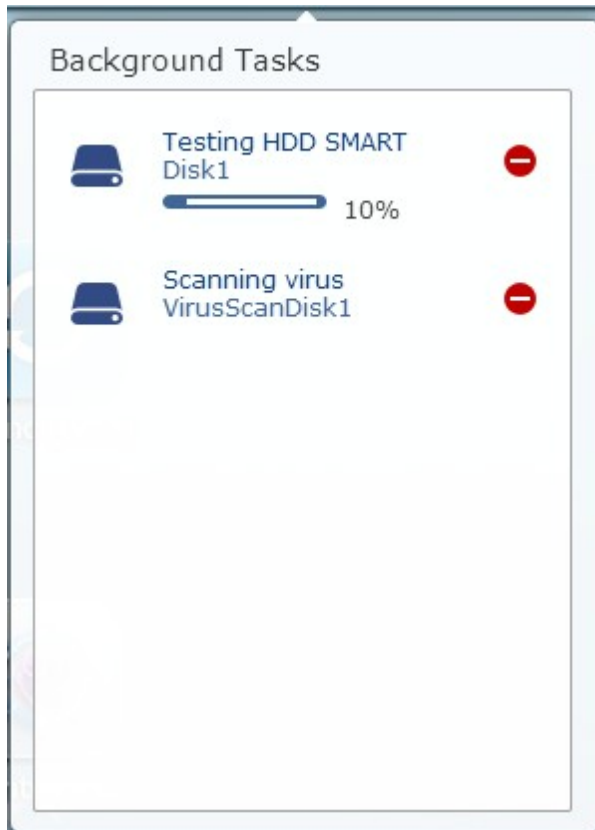 Background Tasks
Testing HDD SMART
Disk1
10%
Scanning virus
VirusScanDisk1